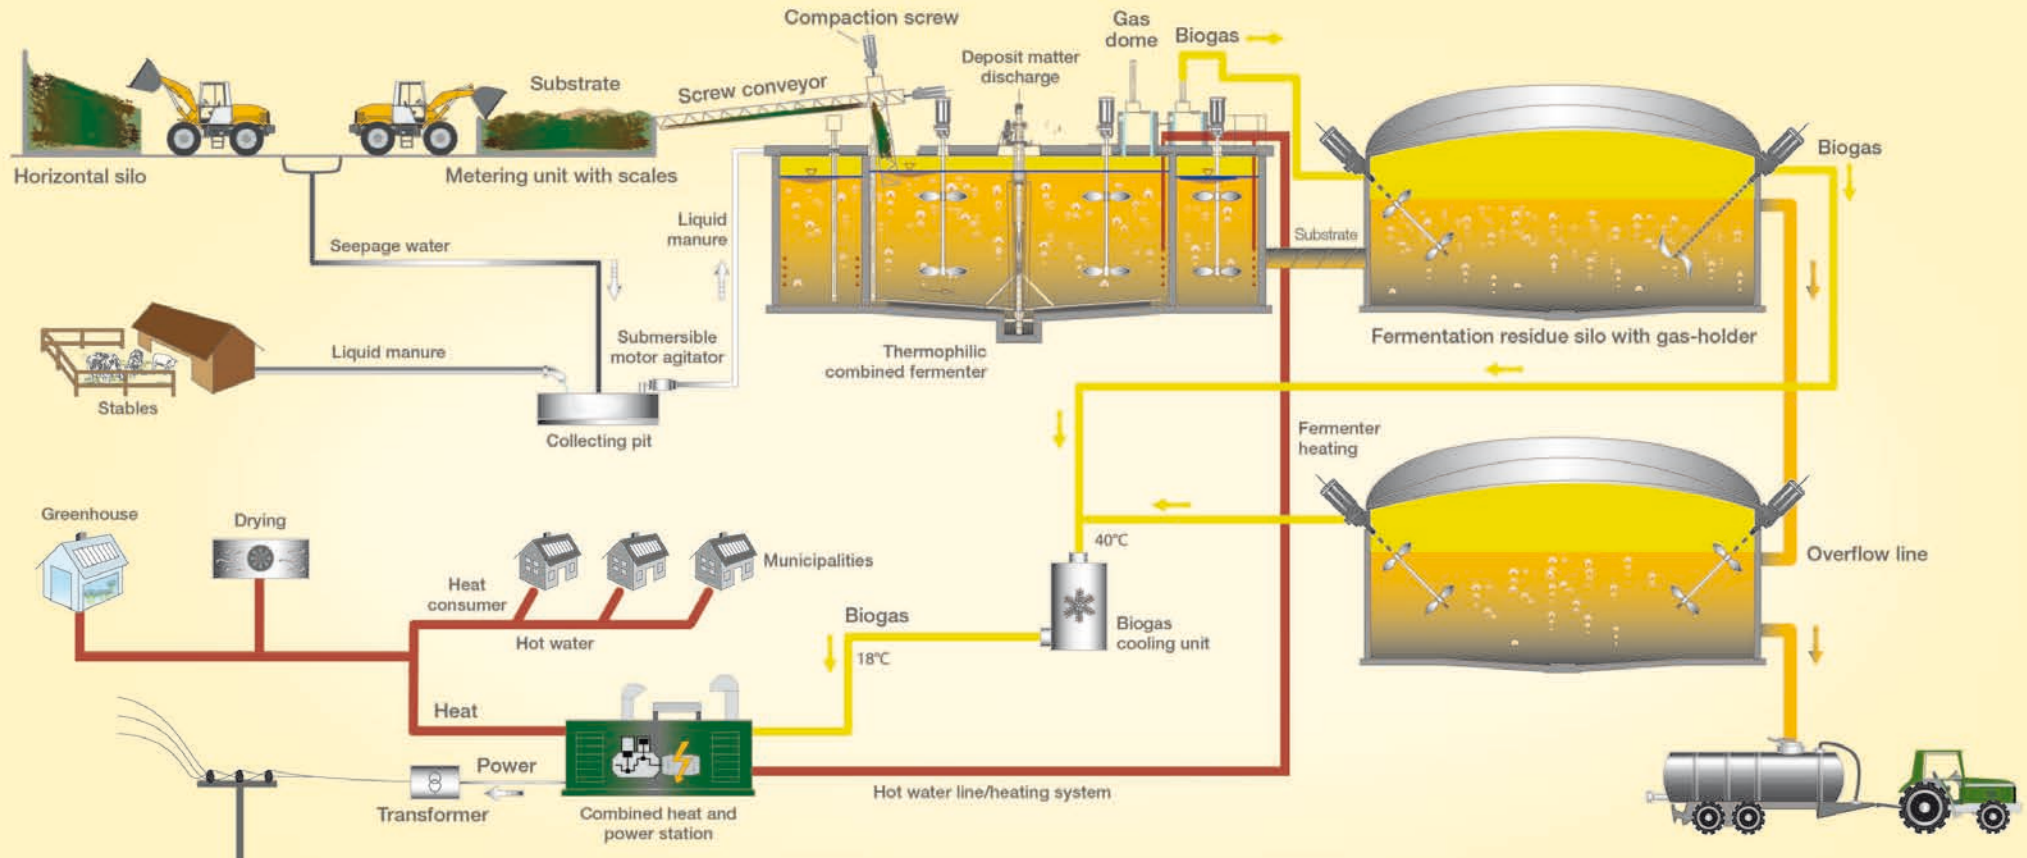 Compaction screw
Gas
dome
Biogas
Deposit matter
discharge
Substrate
Screw conveyor
Horizontal silo
Metering unit with scales
Biogas
Liquid
manure
Seepage water
Substrate
Submersible
motor agitator
Liquid manure
Stables
Collecting pit
Thermophilic
combined fermenter
Fermentation residue silo with gas-holder
Fermenter
heating
Greenhouse
Drying
Municipalities
Heat
consumer
Hot water
40°C
Biogas
cooling unit
Biogas
18°C
Overflow line
Heat
Power
Transformer
Combined heat and
power station
Hot water line/heating system